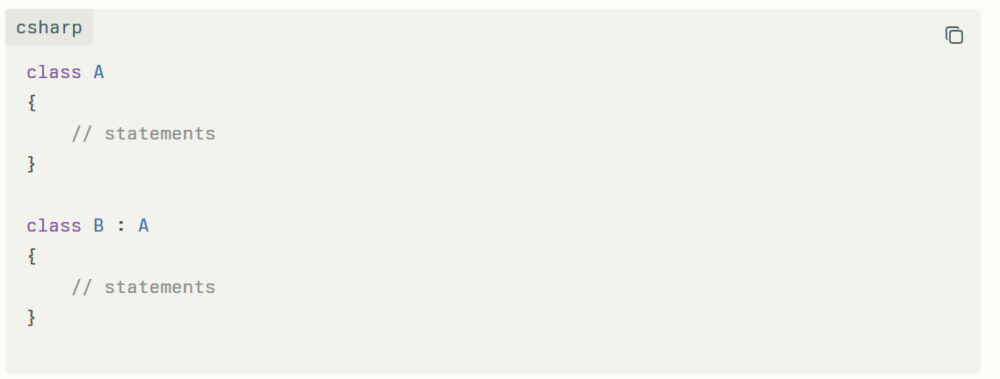 csharp
class A
{
    // statements
}

class B : A
{
    // statements
}